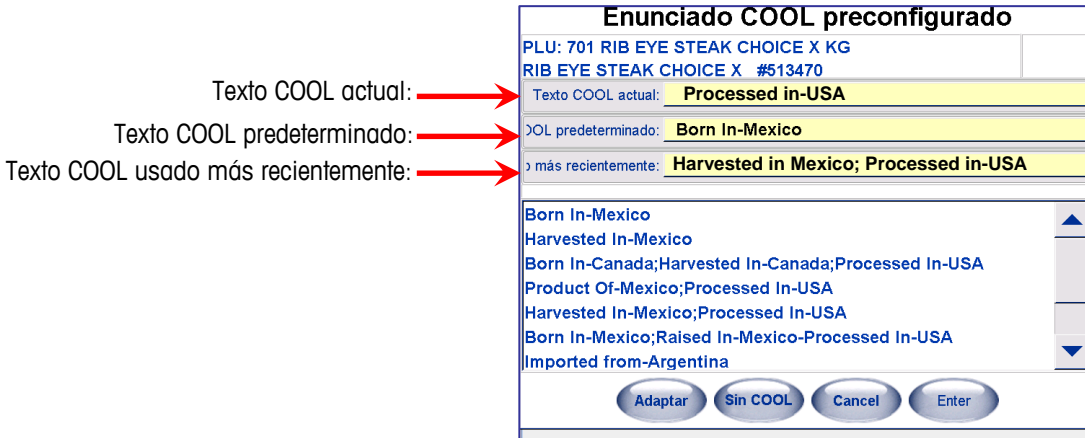 Enunciado COOL preconfigurado
PLU: 701 RIB EYE STEAK CHOICE X KG
RIB EYE STEAK CHOICE X #513470
Texto COOL actual:
Texto COOL actual: Processed in-USA
Texto COOL predeterminado:
OOL predeterminado: Born In-Mexico
Texto COOL usado más recientemente:
o más recientemente: Harvested in Mexico; Processed in-USA
Born In-Mexico
Harvested In-Mexico
Born In-Canada;Harvested In-Canada;Processed In-USA
Product Of-Mexico;Processed In-USA
Harvested In-Mexico;Processed In-USA
Born In-Mexico;Raised In-Mexico-Processed In-USA
Imported from-Argentina
Adaptar Sin COOL Cancel Enter